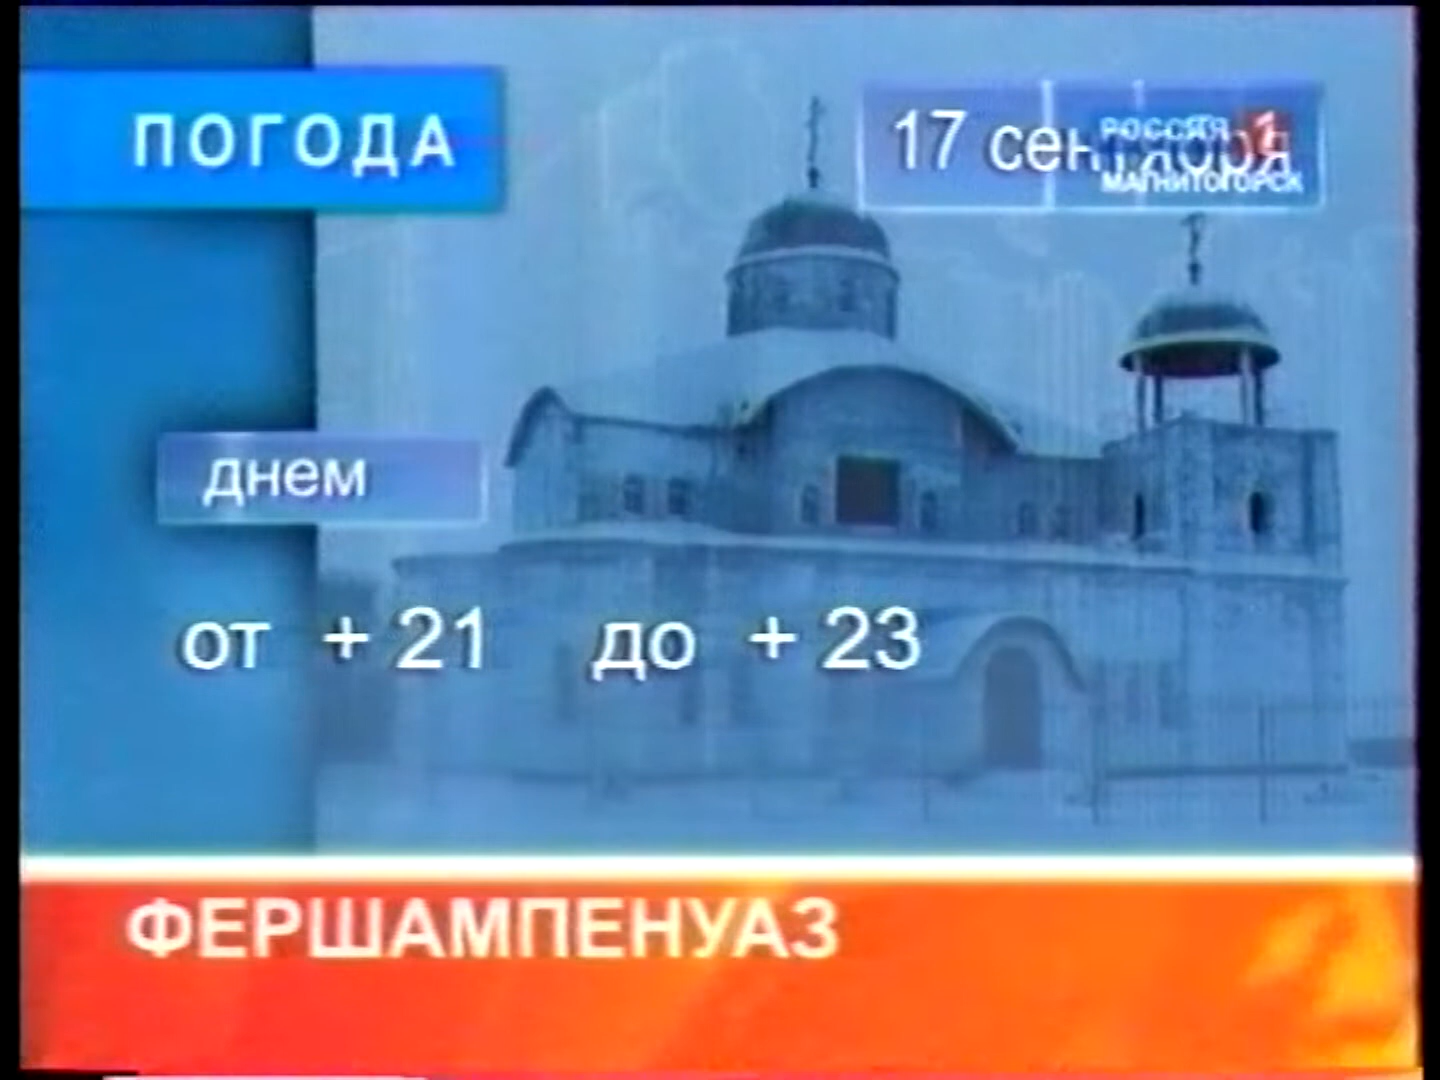 ПОГОДА
17 сентября
РОССИЯ 1
МАГНИТОГОРСК
днем
от + 21 до + 23
ФЕРШАМПЕНУАЗ